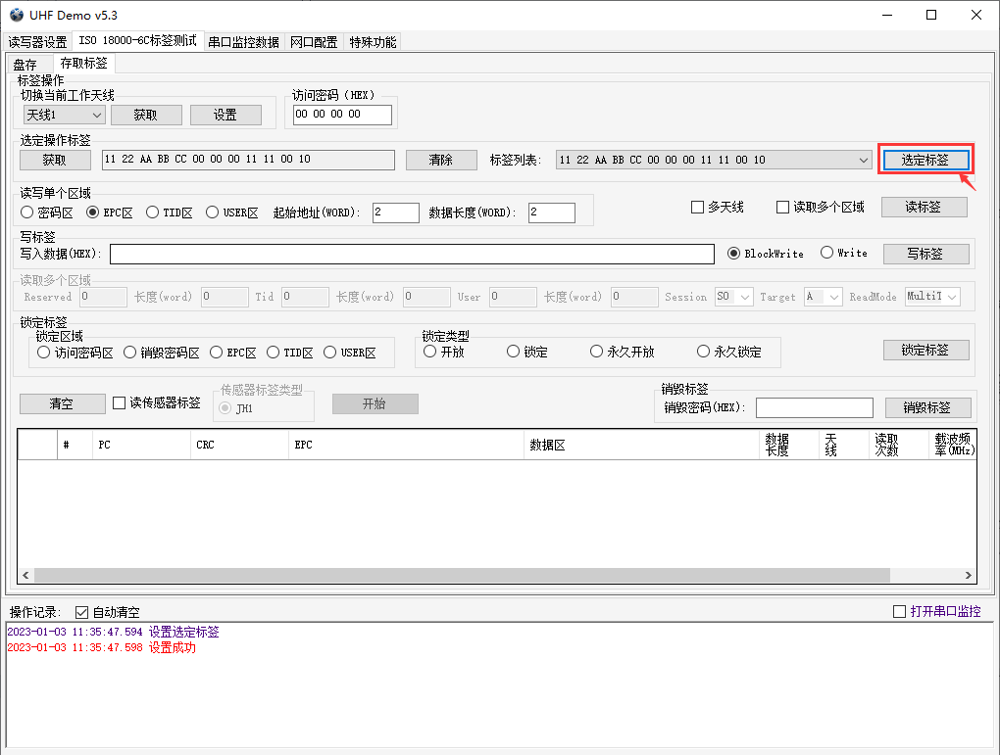 UHF Demo v5.3
读写器设置 ISO 18000-6C标签测试 串口监控数据 网口配置 特殊功能
盘存 存取标签
标签操作
切换当前工作天线 访问密码（HEX）
天线1 获取 设置 00 00 00 00
选定操作标签
获取 11 22 AA BB CC 00 00 00 11 11 00 10 清除 标签列表: 11 22 AA BB CC 00 00 00 11 11 00 10 选定标签
读写单个区域
密码区 EPC区 TID区 USER区 起始地址(WORD): 2 数据长度(WORD): 2 多天线 读取多个区域 读标签
写标签
写入数据(HEX): BlockWrite Write 写标签
读取多个区域
Reserved 0 长度(word) 0 Tid 0 长度(word) 0 User 0 长度(word) 0 Session S0 Target A ReadMode MultiT
锁定标签
锁定区域 锁定类型
访问密码区 销毁密码区 EPC区 TID区 USER区 开放 锁定 永久开放 永久锁定 锁定标签
传感器标签类型 销毁标签
清空 读传感器标签 JH1 开始 销毁密码(HEX): 销毁标签
# PC CRC EPC 数据区 数据长度 天线 读取次数 载波频率(MHz)
操作记录: 自动清空 打开串口监控
2023-01-03 11:35:47.594 设置选定标签
2023-01-03 11:35:47.598 设置成功